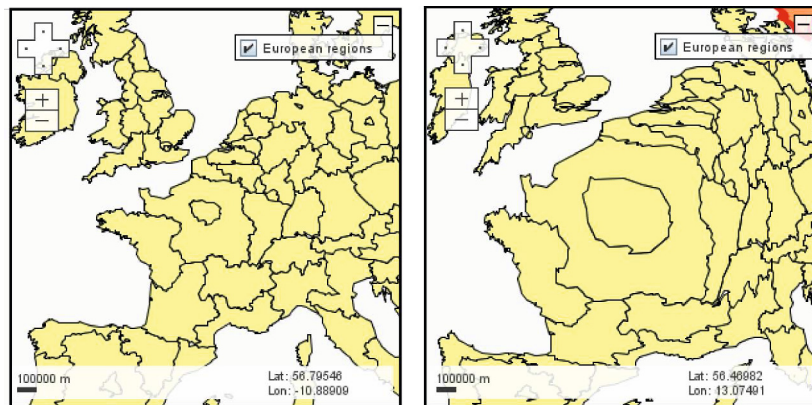 European regions
100000 m
Lat: 56.79546
Lon: -10.88909
European regions
100000 m
Lat: 56.46982
Lon: 13.07491